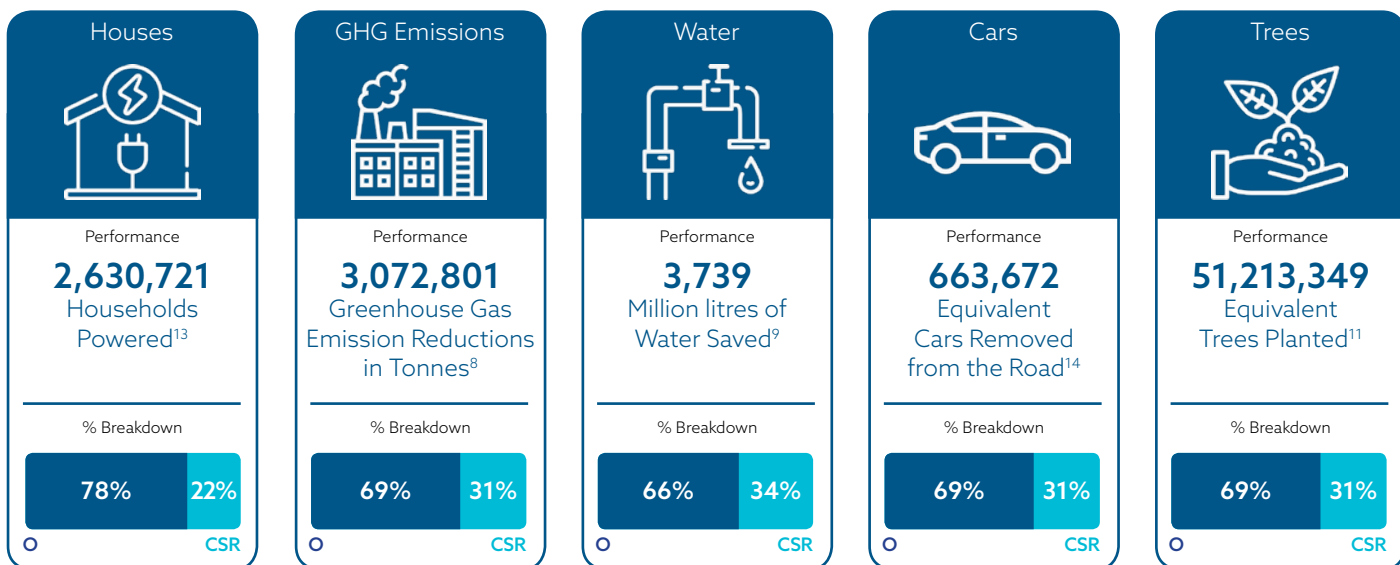 Houses
Performance
2,630,721
Households
Powered13
% Breakdown
78% 22%
O CSR
GHG Emissions
Performance
3,072,801
Greenhouse Gas
Emission Reductions
in Tonnes8
% Breakdown
69% 31%
O CSR
Water
Performance
3,739
Million litres of
Water Saved9
% Breakdown
66% 34%
O CSR
Cars
Performance
663,672
Equivalent
Cars Removed
from the Road14
% Breakdown
69% 31%
O CSR
Trees
Performance
51,213,349
Equivalent
Trees Planted11
% Breakdown
69% 31%
O CSR